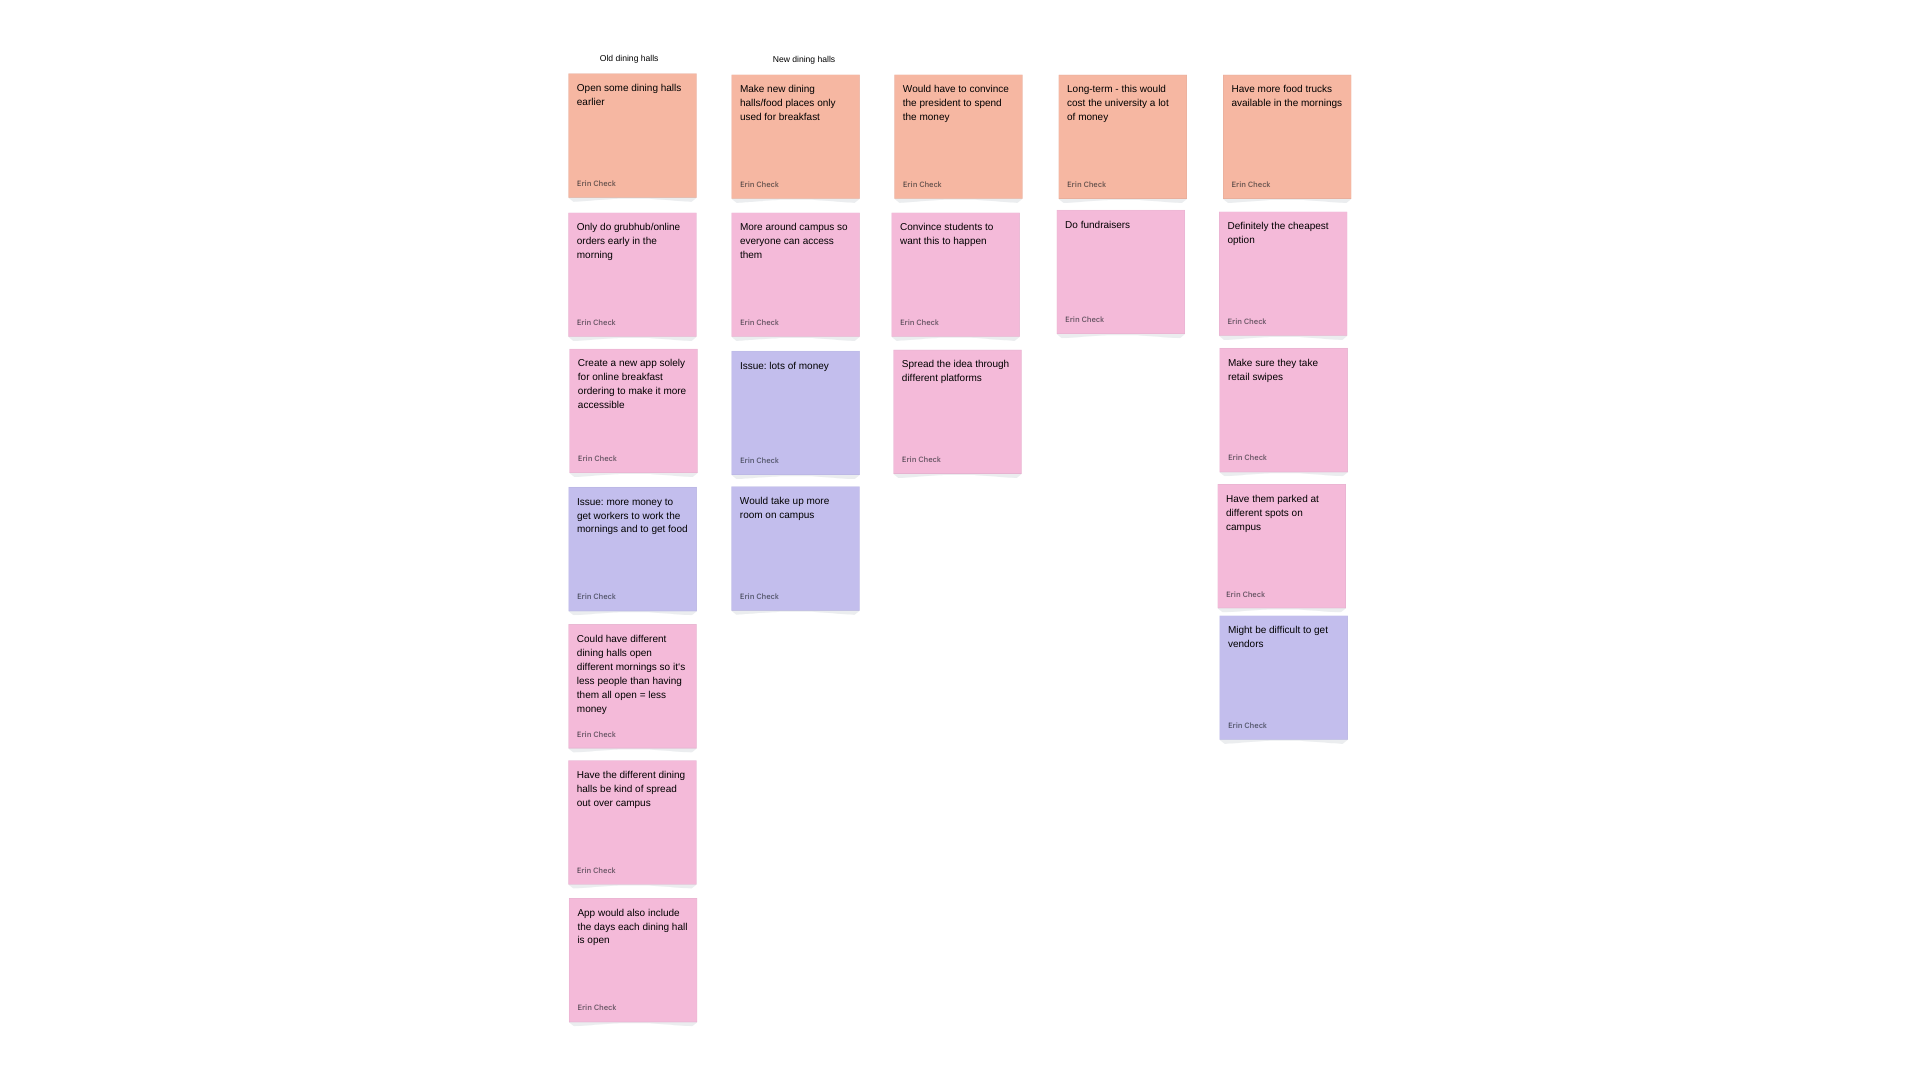 Old dining halls
New dining halls
Open some dining halls
earlier
Erin Check
Make new dining
halls/food places only
used for breakfast
Erin Check
Would have to convince
the president to spend
the money
Erin Check
Long-term - this would
cost the university a lot
of money
Erin Check
Have more food trucks
available in the mornings
Erin Check
Only do grubhub/online
orders early in the
morning
Erin Check
More around campus so
everyone can access
them
Erin Check
Convince students to
want this to happen
Erin Check
Do fundraisers
Erin Check
Definitely the cheapest
option
Erin Check
Create a new app solely
for online breakfast
ordering to make it more
accessible
Erin Check
Issue: lots of money
Erin Check
Spread the idea through
different platforms
Erin Check
Make sure they take
retail swipes
Erin Check
Issue: more money to
get workers to work the
mornings and to get food
Erin Check
Would take up more
room on campus
Erin Check
Have them parked at
different spots on
campus
Erin Check
Could have different
dining halls open
different mornings so it's
less people than having
them all open = less
money
Erin Check
Might be difficult to get
vendors
Erin Check
Have the different dining
halls be kind of spread
out over campus
Erin Check
App would also include
the days each dining hall
is open
Erin Check